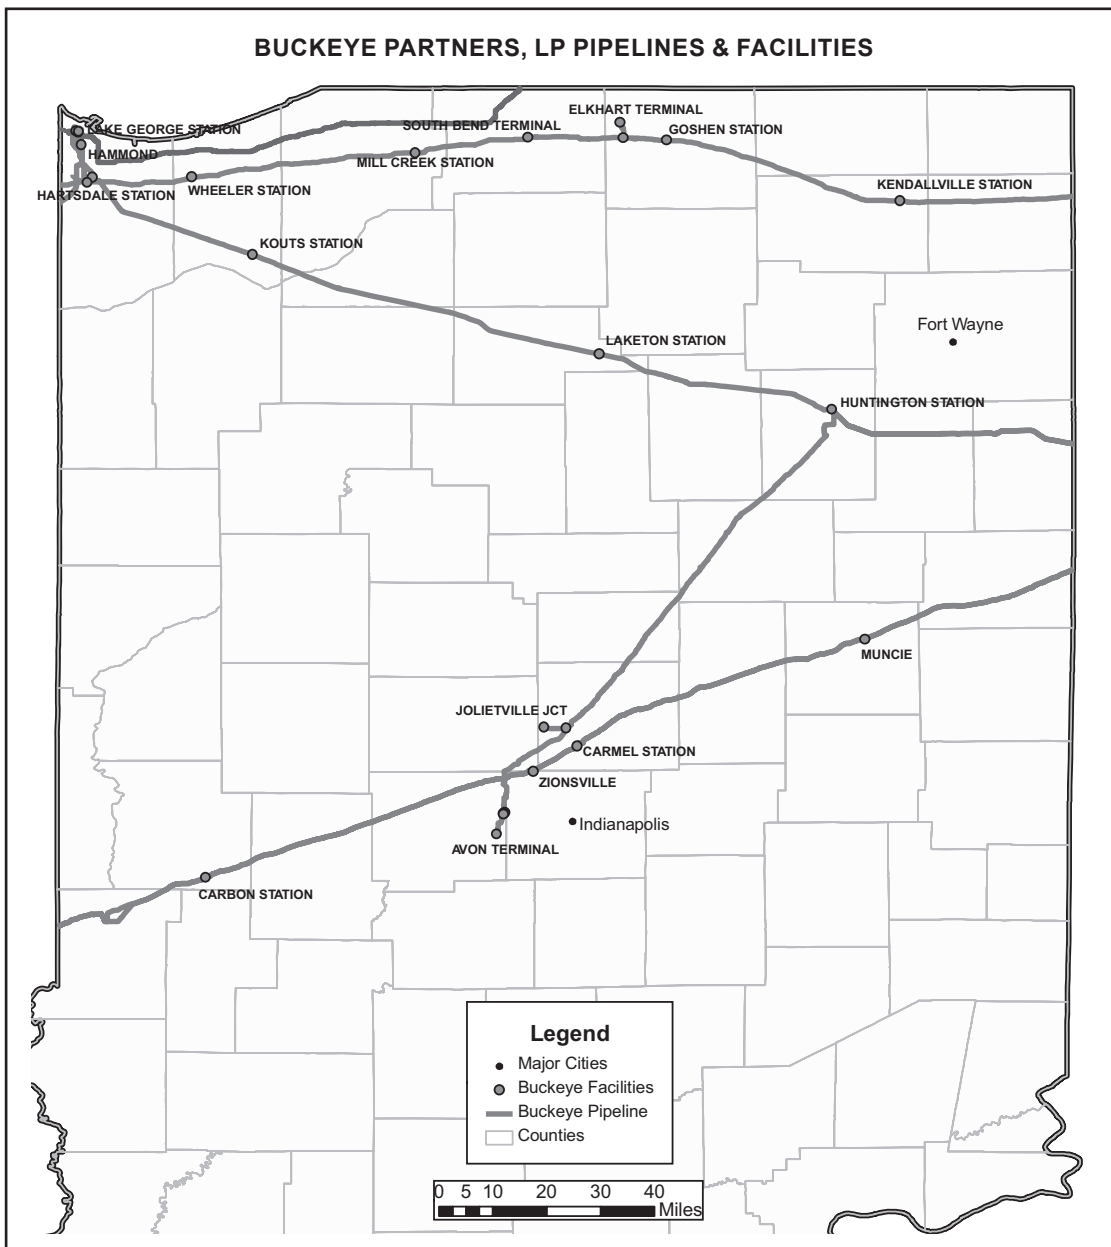 BUCKEYE PARTNERS, LP PIPELINES & FACILITIES
ELKHART TERMINAL
LAKE GEORGE STATION
SOUTH BEND TERMINAL
GOSHEN STATION
HAMMOND
MILL CREEK STATION
HARTSDALE STATION
WHEELER STATION
KENDALLVILLE STATION
KOUTS STATION
Fort Wayne
LAKETON STATION
HUNTINGTON STATION
MUNCIE
JOLIETVILLE JCT
CARMEL STATION
ZIONSVILLE
Indianapolis
AVON TERMINAL
CARBON STATION
Legend
Major Cities
Buckeye Facilities
Buckeye Pipeline
Counties
0 5 10 20 30 40
Miles